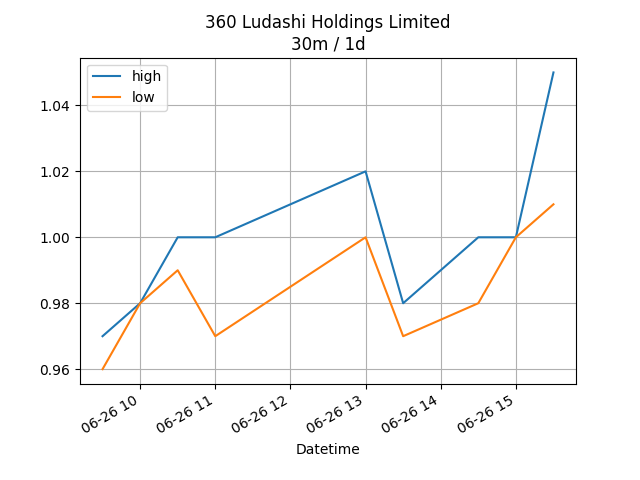 360 Ludashi Holdings Limited
30m / 1d
high
low
1.04
1.02
1.00
0.98
0.96
06-26 10
06-26 11
06-26 12
06-26 13
06-26 14
06-26 15
Datetime